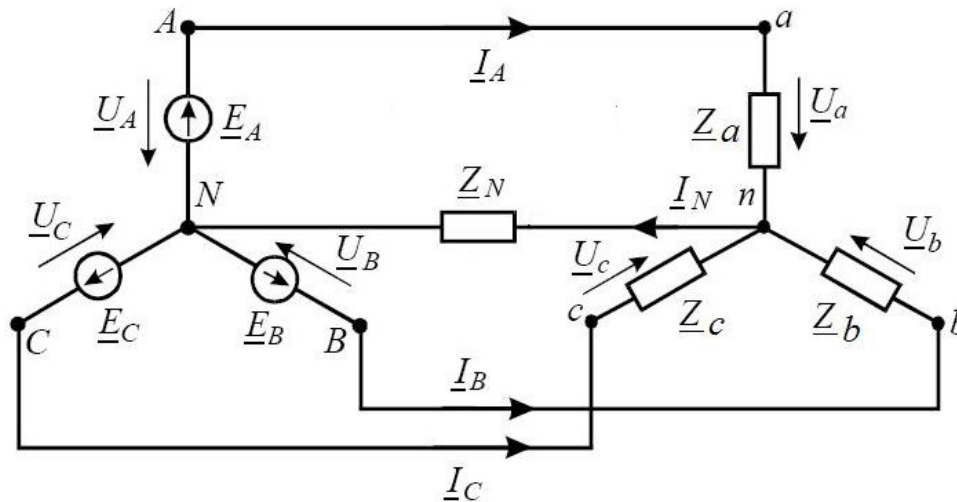 A a
I_A
U_A E_A Z_a U_a
N Z_N I_N n
U_C U_B U_c U_b
E_C E_B Z_c Z_b
C B c b
I_B
I_C